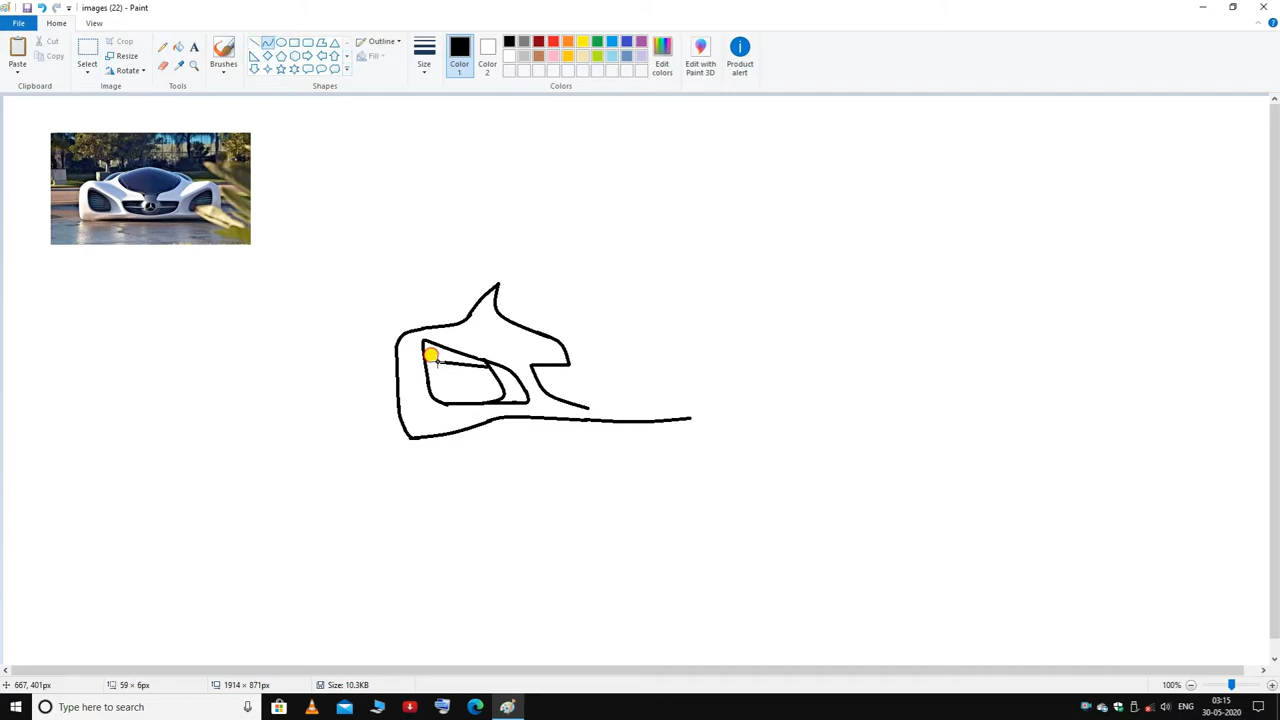 images (22) - Paint
File
Home
View
Paste
Cut
Copy
Clipboard
Select
Crop
Resize
Rotate
Image
A
Tools
Brushes
Outline
Fill
Shapes
Size
Color 1
Color 2
Edit colors
Colors
Edit with Paint 3D
Product alert
667, 401px
59 × 6px
1914 × 871px
Size: 10.3KB
100%
Type here to search
03:15
30-05-2020